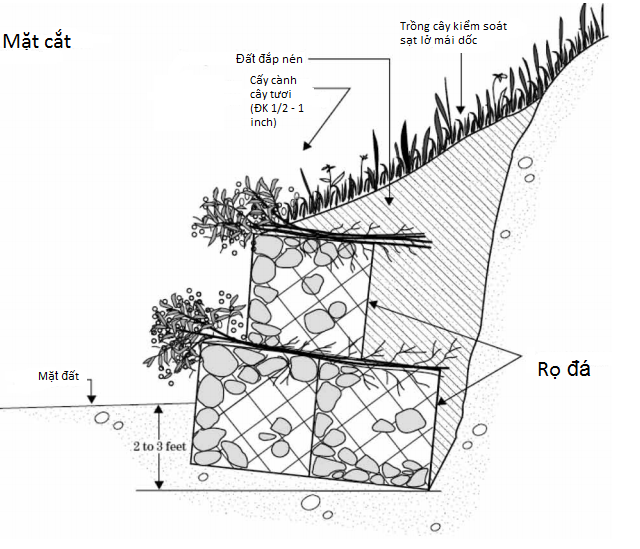 Mặt cắt
Trồng cây kiểm soát
sạt lở mái dốc
Đất đắp nén
Cấy cành
cây tươi
(ĐK 1/2 - 1
inch)
Rọ đá
Mặt đất
2 to 3 feet